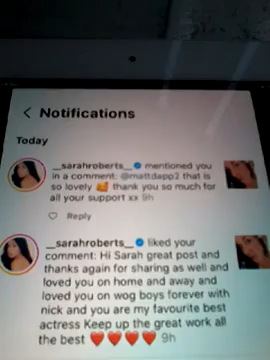 Notifications
Today
__sarahroberts__ mentioned you
in a comment: @mattdapp2 that is
so lovely 🥰 thank you so much for
all your support xx 9h
Reply
__sarahroberts__ liked your
comment: Hi Sarah great post and
thanks again for sharing as well and
loved you on home and away and
loved you on wog boys forever with
nick and you are my favourite best
actress Keep up the great work all
the best ❤️❤️❤️❤️ 9h